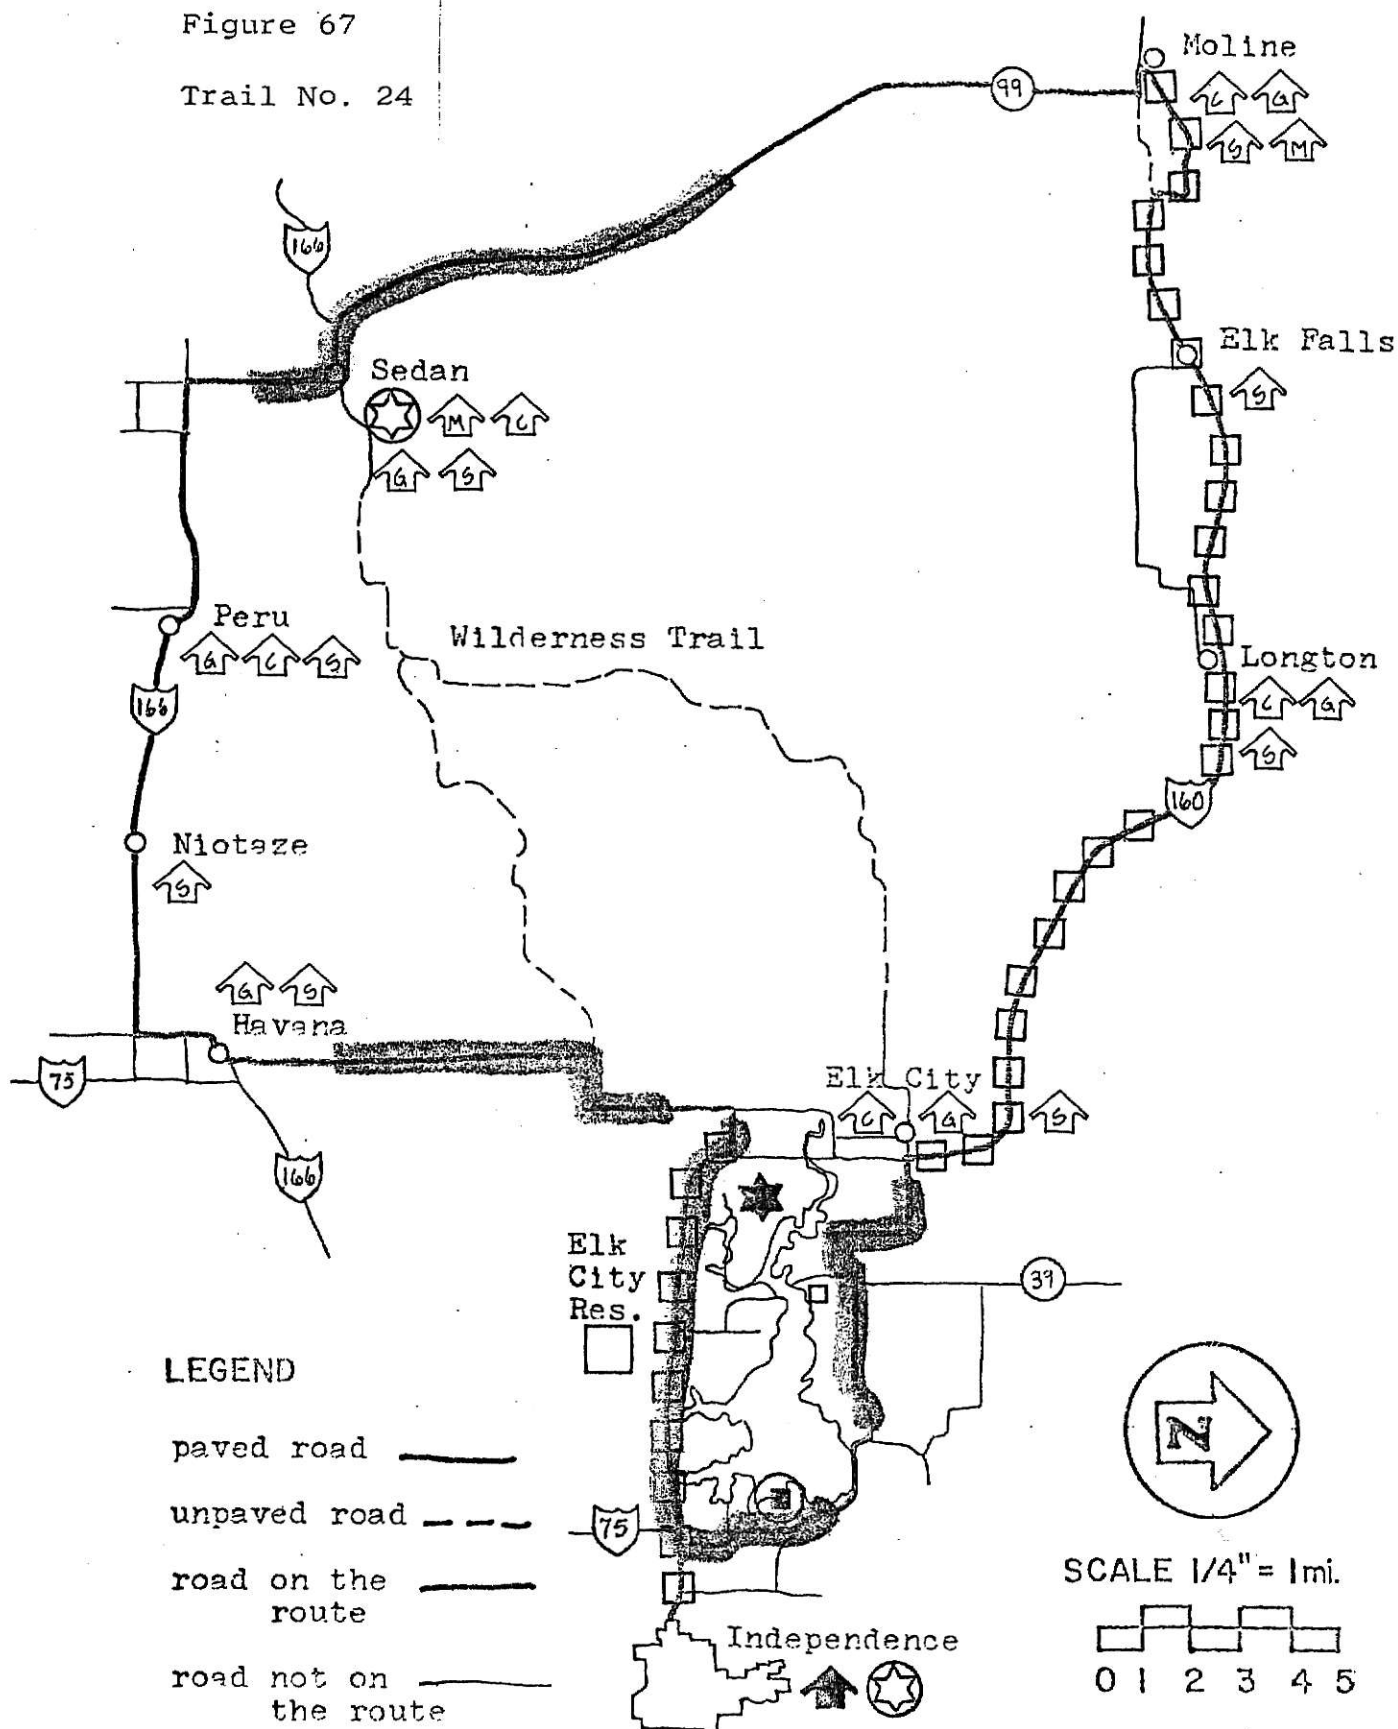 Figure 67
Trail No. 24
Moline
99
C G
S M
166
Elk Falls
S
Sedan
M C
G S
Peru
G C S
Wilderness Trail
Longton
C G
S
166
160
Niotaze
S
G S
Havana
75
Elk City
C G S
166
Elk
City
Res.
39
LEGEND
paved road
unpaved road
road on the
route
road not on
the route
75
N
SCALE 1/4" = 1mi.
0 1 2 3 4 5
Independence